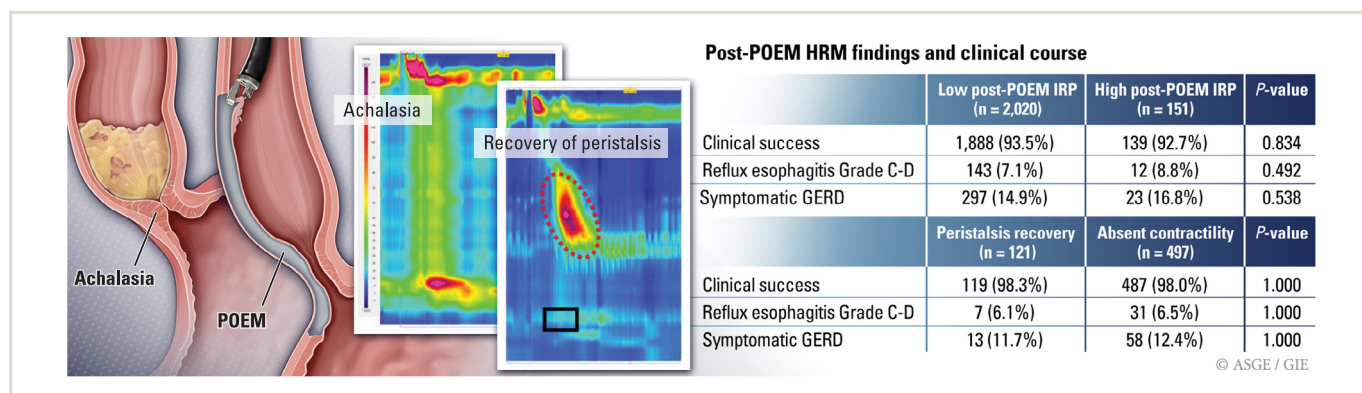 Achalasia
POEM
Achalasia
Recovery of peristalsis
Post-POEM HRM findings and clinical course
Low post-POEM IRP (n = 2,020) High post-POEM IRP (n = 151) P-value
Clinical success 1,888 (93.5%) 139 (92.7%) 0.834
Reflux esophagitis Grade C-D 143 (7.1%) 12 (8.8%) 0.492
Symptomatic GERD 297 (14.9%) 23 (16.8%) 0.538
Peristalsis recovery (n = 121) Absent contractility (n = 497) P-value
Clinical success 119 (98.3%) 487 (98.0%) 1.000
Reflux esophagitis Grade C-D 7 (6.1%) 31 (6.5%) 1.000
Symptomatic GERD 13 (11.7%) 58 (12.4%) 1.000
© ASGE / GIE